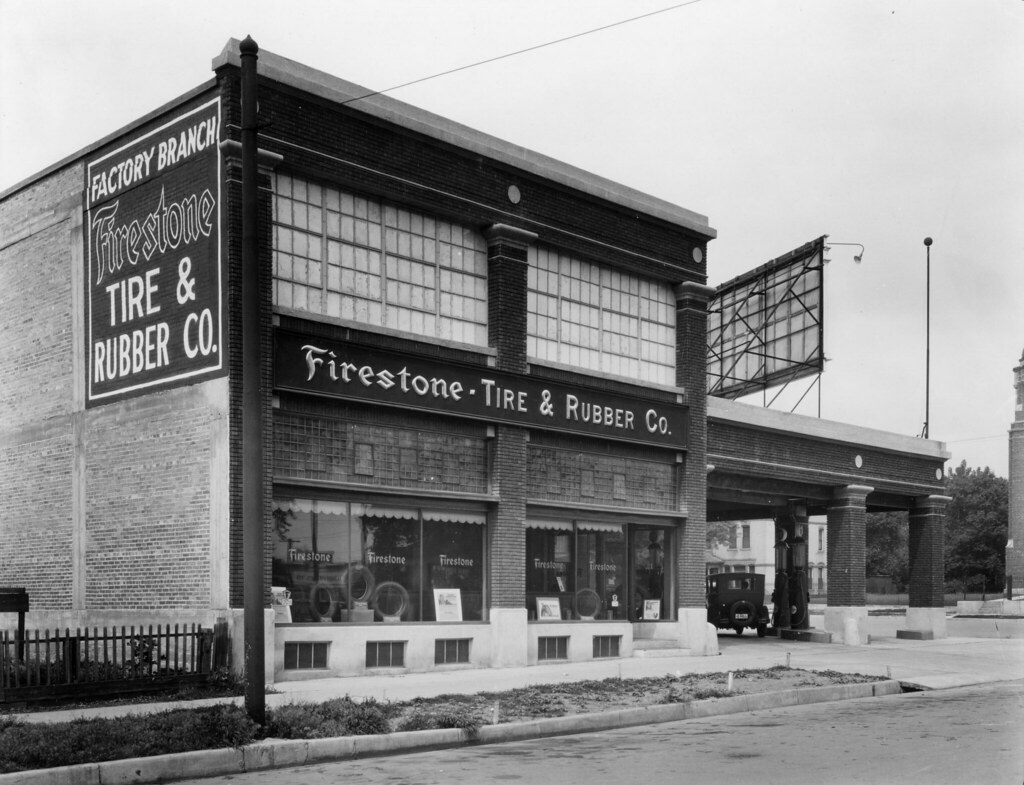 FACTORY BRANCH
Firestone
TIRE &
RUBBER CO.
Firestone - TIRE & RUBBER CO.
Firestone
Firestone
Firestone
Firestone
Firestone